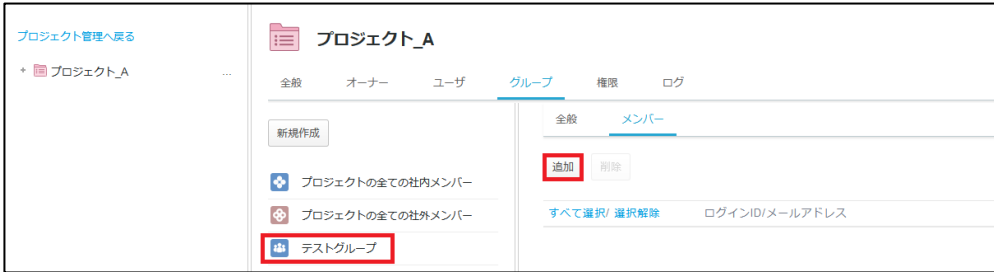 プロジェクト管理へ戻る
+ プロジェクト_A ...
プロジェクト_A
全般 オーナー ユーザ グループ 権限 ログ
新規作成
プロジェクトの全ての社内メンバー
プロジェクトの全ての社外メンバー
テストグループ
全般 メンバー
追加 削除
すべて選択/ 選択解除 ログインID/メールアドレス